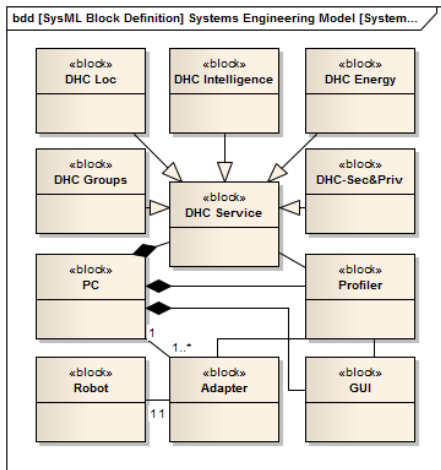 bdd [SysML Block Definition] Systems Engineering Model [System...
«block»
DHC Loc
«block»
DHC Intelligence
«block»
DHC Energy
«block»
DHC Groups
«block»
DHC Service
«block»
DHC-Sec&Priv
«block»
PC
«block»
Profiler
1
1..*
«block»
Robot
«block»
Adapter
«block»
GUI
1 1